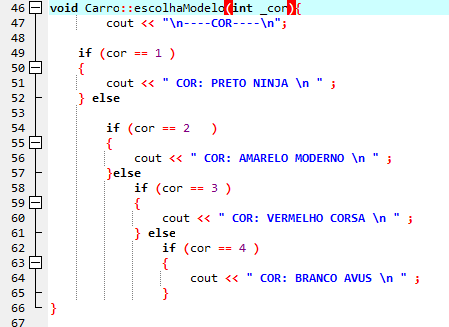 46 void Carro::escolhaModelo(int _cor){
47 cout << "\n----COR----\n";
48
49 if (cor == 1 )
50 {
51 cout << " COR: PRETO NINJA \n " ;
52 } else
53
54 if (cor == 2 )
55 {
56 cout << " COR: AMARELO MODERNO \n " ;
57 }else
58 if (cor == 3 )
59 {
60 cout << " COR: VERMELHO CORSA \n " ;
61 } else
62 if (cor == 4 )
63 {
64 cout << " COR: BRANCO AVUS \n " ;
65 }
66 }
67